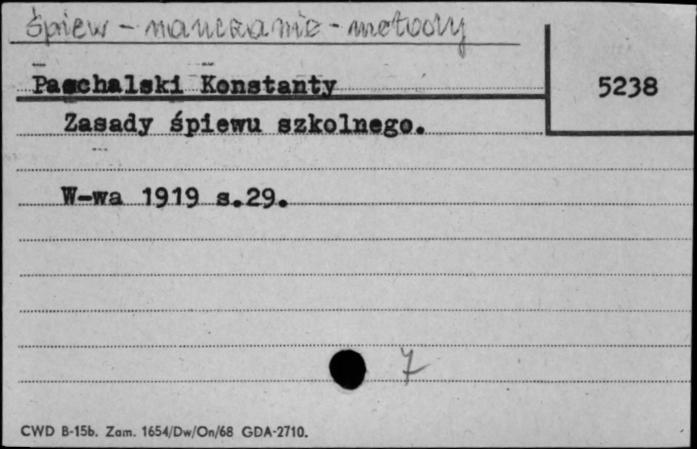 śpiew - nauczanie - metody
Paschalski Konstanty
5238
Zasady śpiewu szkolnego.
W-wa 1919 s.29.
7
CWD B-15b. Zam. 1654/Dw/On/68 GDA-2710.